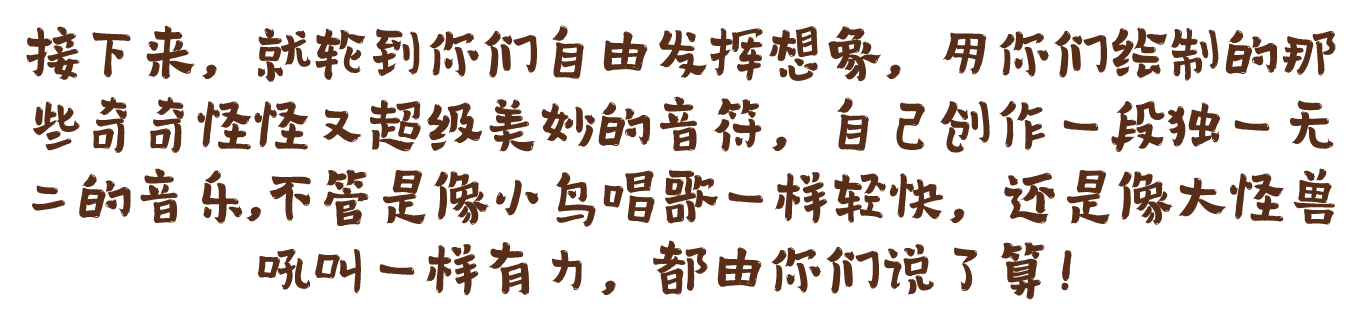 接下来，就轮到你们自由发挥想象，用你们绘制的那
些奇奇怪怪又超级美妙的音符，自己创作一段独一无
二的音乐,不管是像小鸟唱歌一样轻快，还是像大怪兽
吼叫一样有力，都由你们说了算！